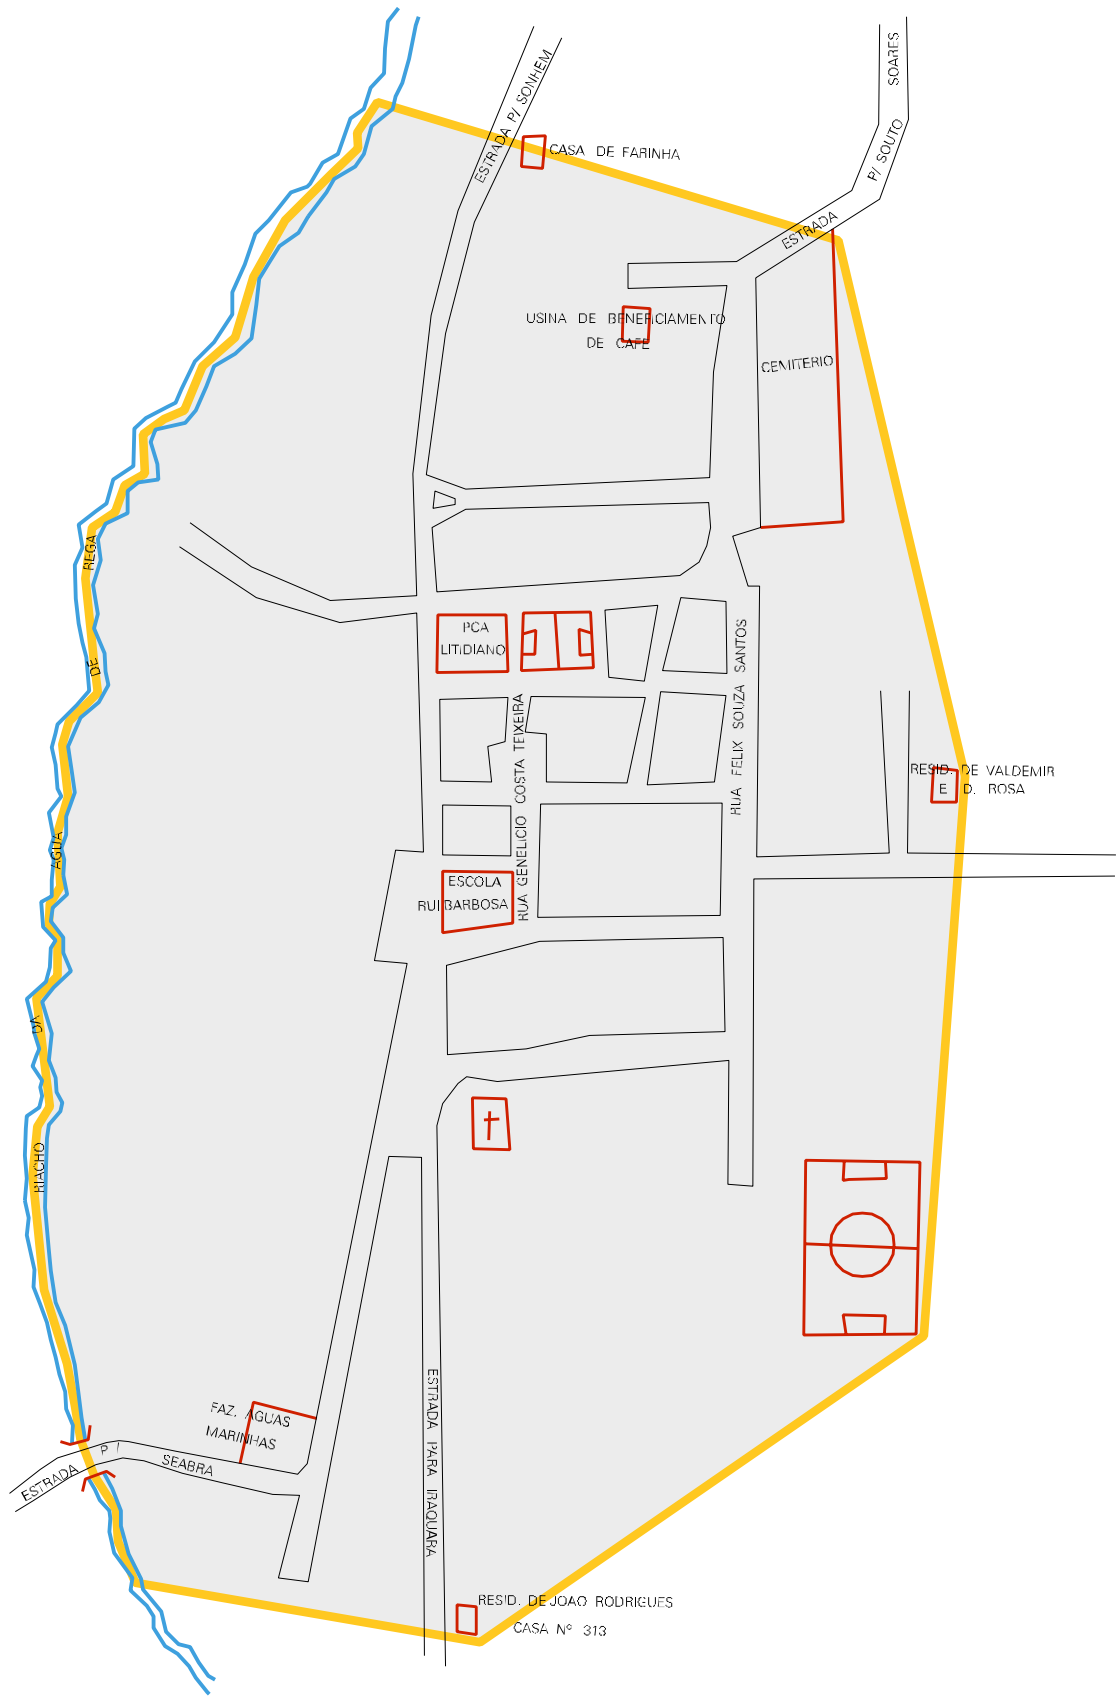 SOARES
P/ SOUTO
ESTRADA
ESTRADA P/ SONHEM
CASA DE FARINHA
USINA DE BENEFICIAMENTO
DE CAFE
CEMITERIO
REGA
DE
AGUA
DA
RIACHO
PCA
LITIDIANO
RUA FELIX SOUZA SANTOS
RUA GENELICIO COSTA TEIXEIRA
RESID. DE VALDEMIR
E D. ROSA
ESCOLA
RUI BARBOSA
FAZ. AGUAS
MARINHAS
ESTRADA P/ SEABRA
ESTRADA PARA IRAQUARA
RESID. DE JOAO RODRIGUES
CASA Nº 313